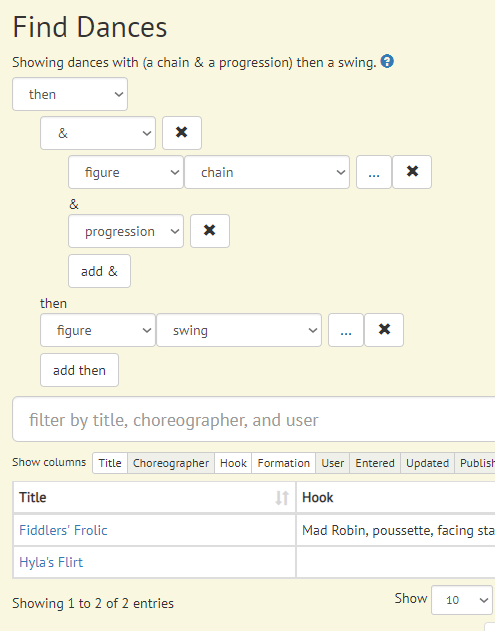 Find Dances
Showing dances with (a chain & a progression) then a swing. ?
then
&
figure chain ...
&
progression
add &
then
figure swing ...
add then
filter by title, choreographer, and user
Show columns Title Choreographer Hook Formation User Entered Updated Publish
Title Hook
Fiddlers' Frolic Mad Robin, poussette, facing sta
Hyla's Flirt
Showing 1 to 2 of 2 entries Show 10